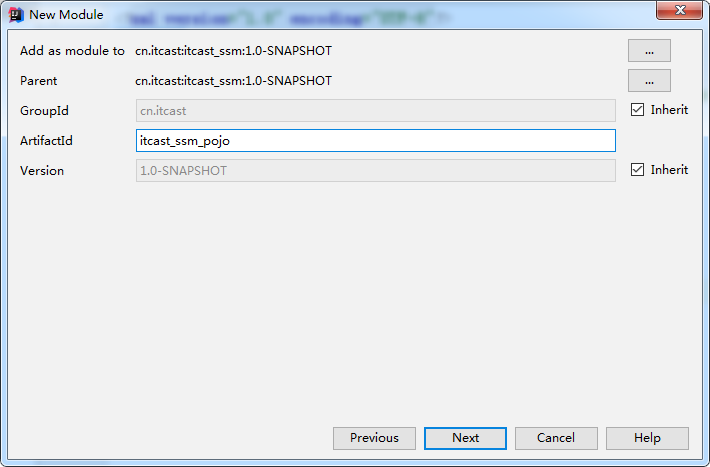 New Module
Add as module to cn.itcast:itcast_ssm:1.0-SNAPSHOT ...
Parent cn.itcast:itcast_ssm:1.0-SNAPSHOT ...
GroupId cn.itcast Inherit
ArtifactId itcast_ssm_pojo
Version 1.0-SNAPSHOT Inherit
Previous Next Cancel Help